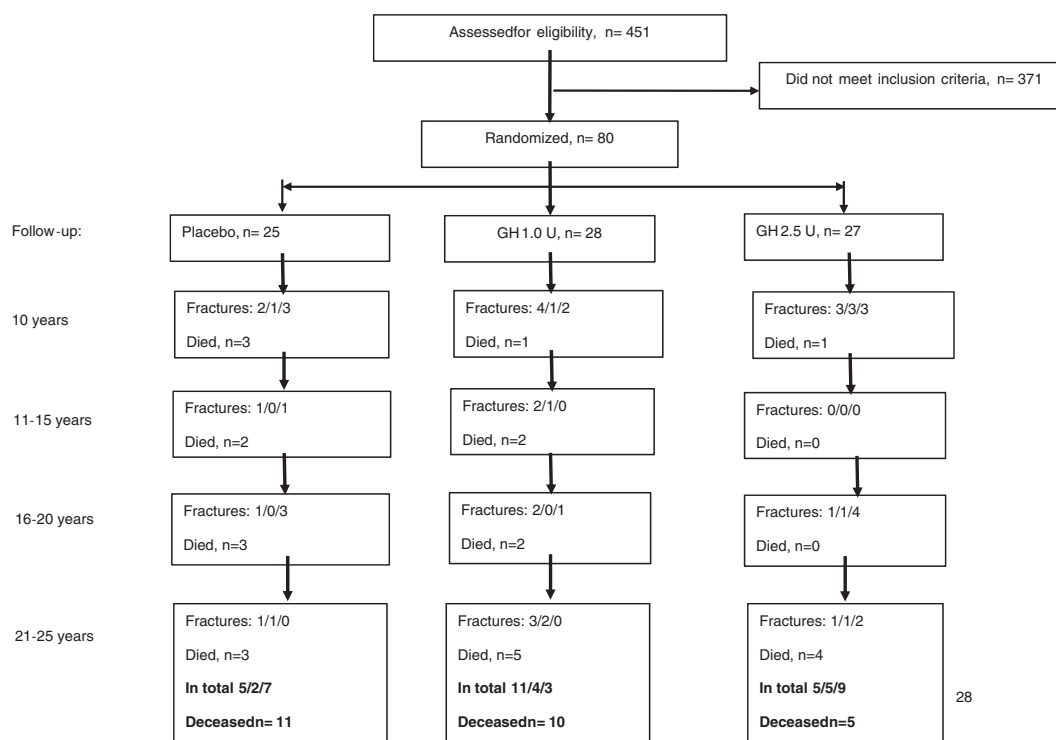 Assessedfor eligibility, n= 451
Did not meet inclusion criteria, n= 371
Randomized, n= 80
Follow-up:
Placebo, n= 25
GH 1.0 U, n= 28
GH 2.5 U, n= 27
10 years
Fractures: 2/1/3
Died, n=3
Fractures: 4/1/2
Died, n=1
Fractures: 3/3/3
Died, n=1
11-15 years
Fractures: 1/0/1
Died, n=2
Fractures: 2/1/0
Died, n=2
Fractures: 0/0/0
Died, n=0
16-20 years
Fractures: 1/0/3
Died, n=3
Fractures: 2/0/1
Died, n=2
Fractures: 1/1/4
Died, n=0
21-25 years
Fractures: 1/1/0
Died, n=3
In total 5/2/7
Deceasedn= 11
Fractures: 3/2/0
Died, n=5
In total 11/4/3
Deceasedn= 10
Fractures: 1/1/2
Died, n=4
In total 5/5/9
Deceasedn=5
28